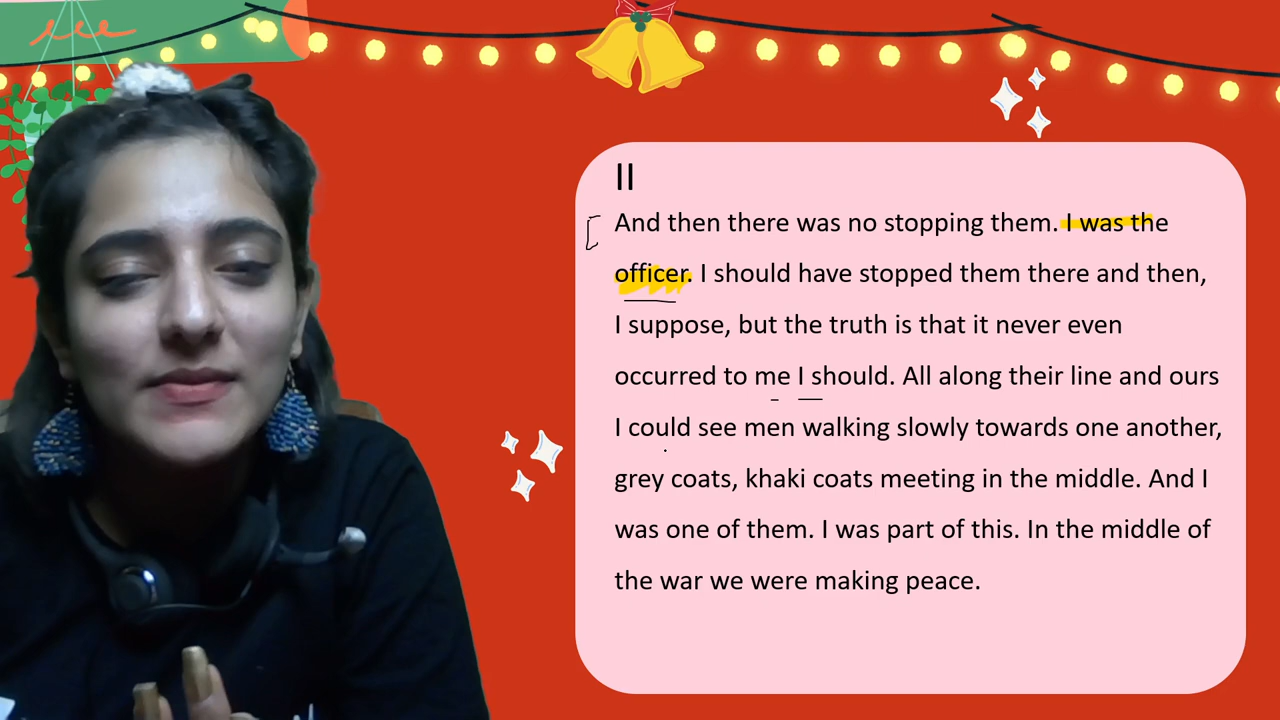 II
And then there was no stopping them. I was the
officer. I should have stopped them there and then,
I suppose, but the truth is that it never even
occurred to me I should. All along their line and ours
I could see men walking slowly towards one another,
grey coats, khaki coats meeting in the middle. And I
was one of them. I was part of this. In the middle of
the war we were making peace.